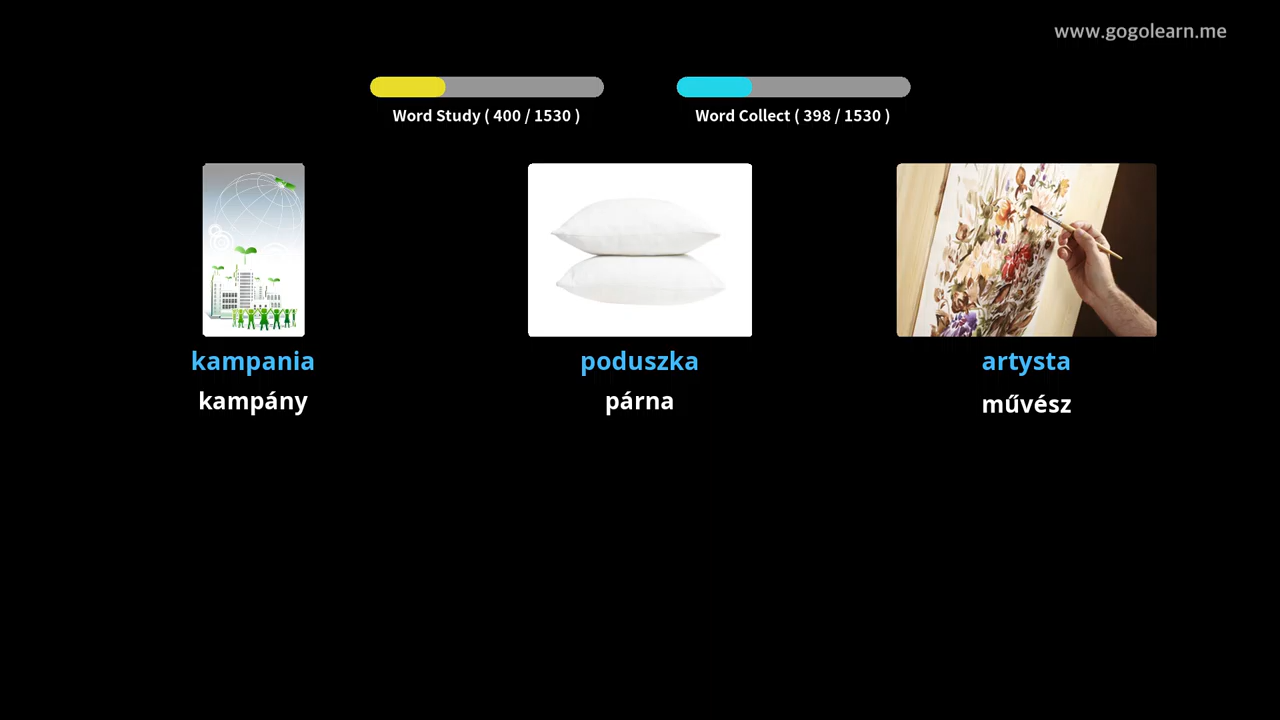 www.gogolearn.me
Word Study ( 400 / 1530 )
Word Collect ( 398 / 1530 )
kampania
kampány
poduszka
párna
artysta
művész